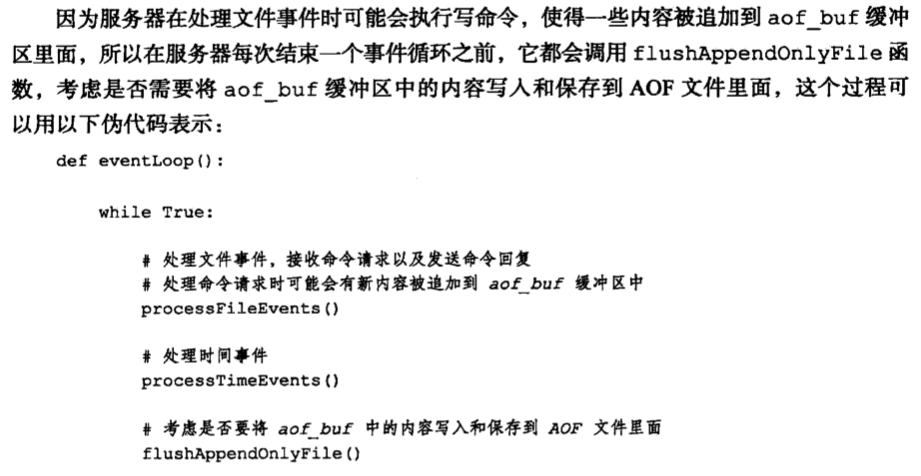 因为服务器在处理文件事件时可能会执行写命令，使得一些内容被追加到 aof_buf 缓冲
区里面，所以在服务器每次结束一个事件循环之前，它都会调用 flushAppendOnlyFile 函
数，考虑是否需要将 aof_buf 缓冲区中的内容写入和保存到 AOF 文件里面，这个过程可
以用以下伪代码表示：
def eventLoop():
while True:
# 处理文件事件，接收命令请求以及发送命令回复
# 处理命令请求时可能会有新内容被追加到 aof_buf 缓冲区中
processFileEvents()
# 处理时间事件
processTimeEvents()
# 考虑是否要将 aof_buf 中的内容写入和保存到 AOF 文件里面
flushAppendOnlyFile()